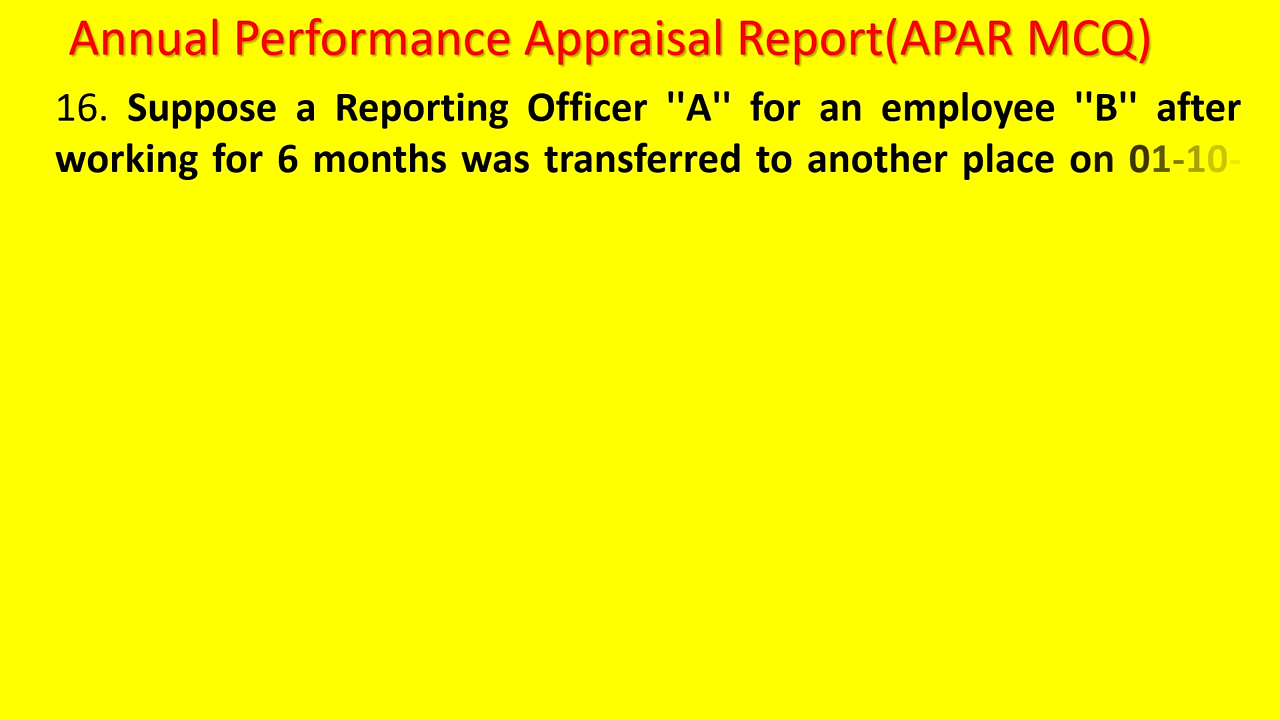 Annual Performance Appraisal Report(APAR MCQ)
16. Suppose a Reporting Officer ''A'' for an employee ''B'' after
working for 6 months was transferred to another place on 01-10-